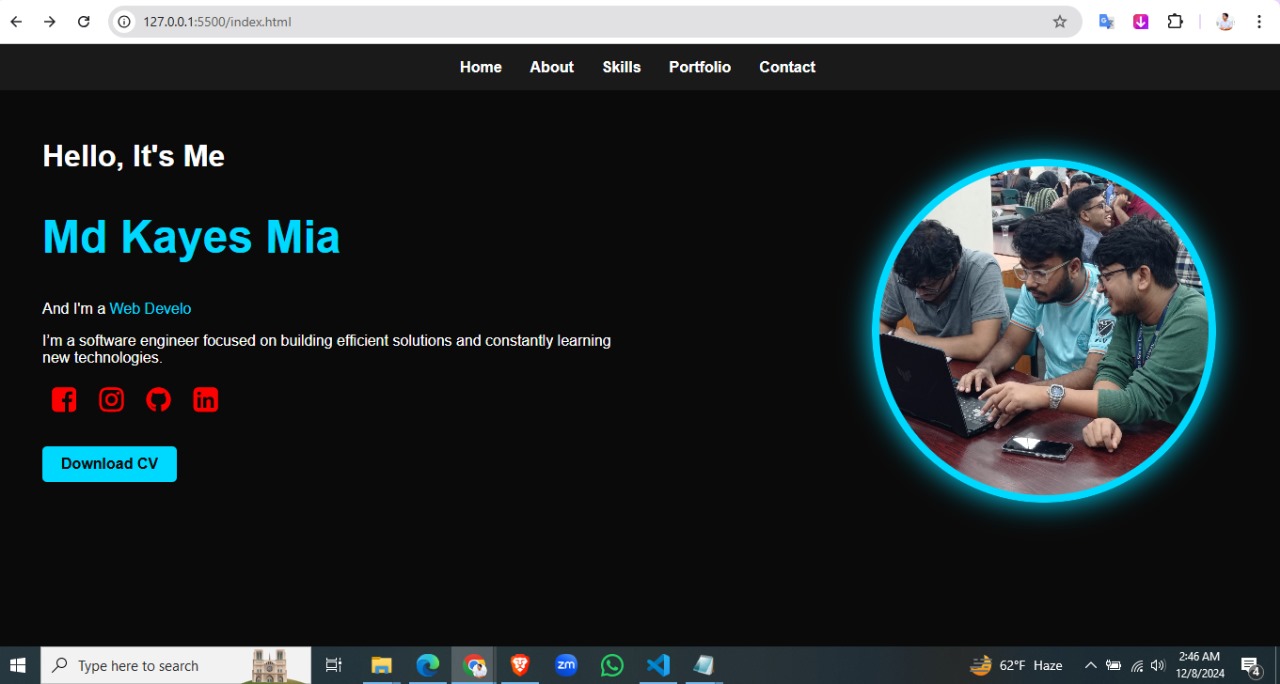 127.0.0.1:5500/index.html
Home About Skills Portfolio Contact
Hello, It's Me
Md Kayes Mia
And I'm a Web Develo
I'm a software engineer focused on building efficient solutions and constantly learning
new technologies.
Download CV
Type here to search
zm
62°F Haze
2:46 AM
12/8/2024
4